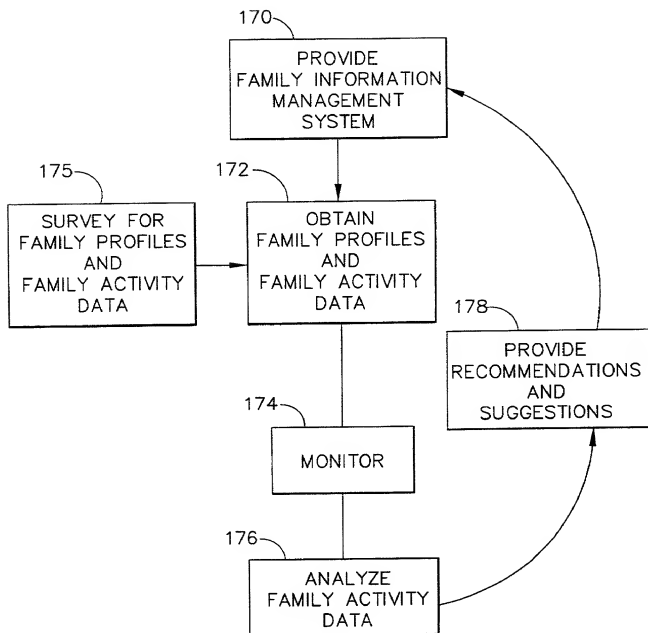 170
PROVIDE
FAMILY INFORMATION
MANAGEMENT
SYSTEM
175
SURVEY FOR
FAMILY PROFILES
AND
FAMILY ACTIVITY
DATA
172
OBTAIN
FAMILY PROFILES
AND
FAMILY ACTIVITY
DATA
178
PROVIDE
RECOMMENDATIONS
AND
SUGGESTIONS
174
MONITOR
176
ANALYZE
FAMILY ACTIVITY
DATA